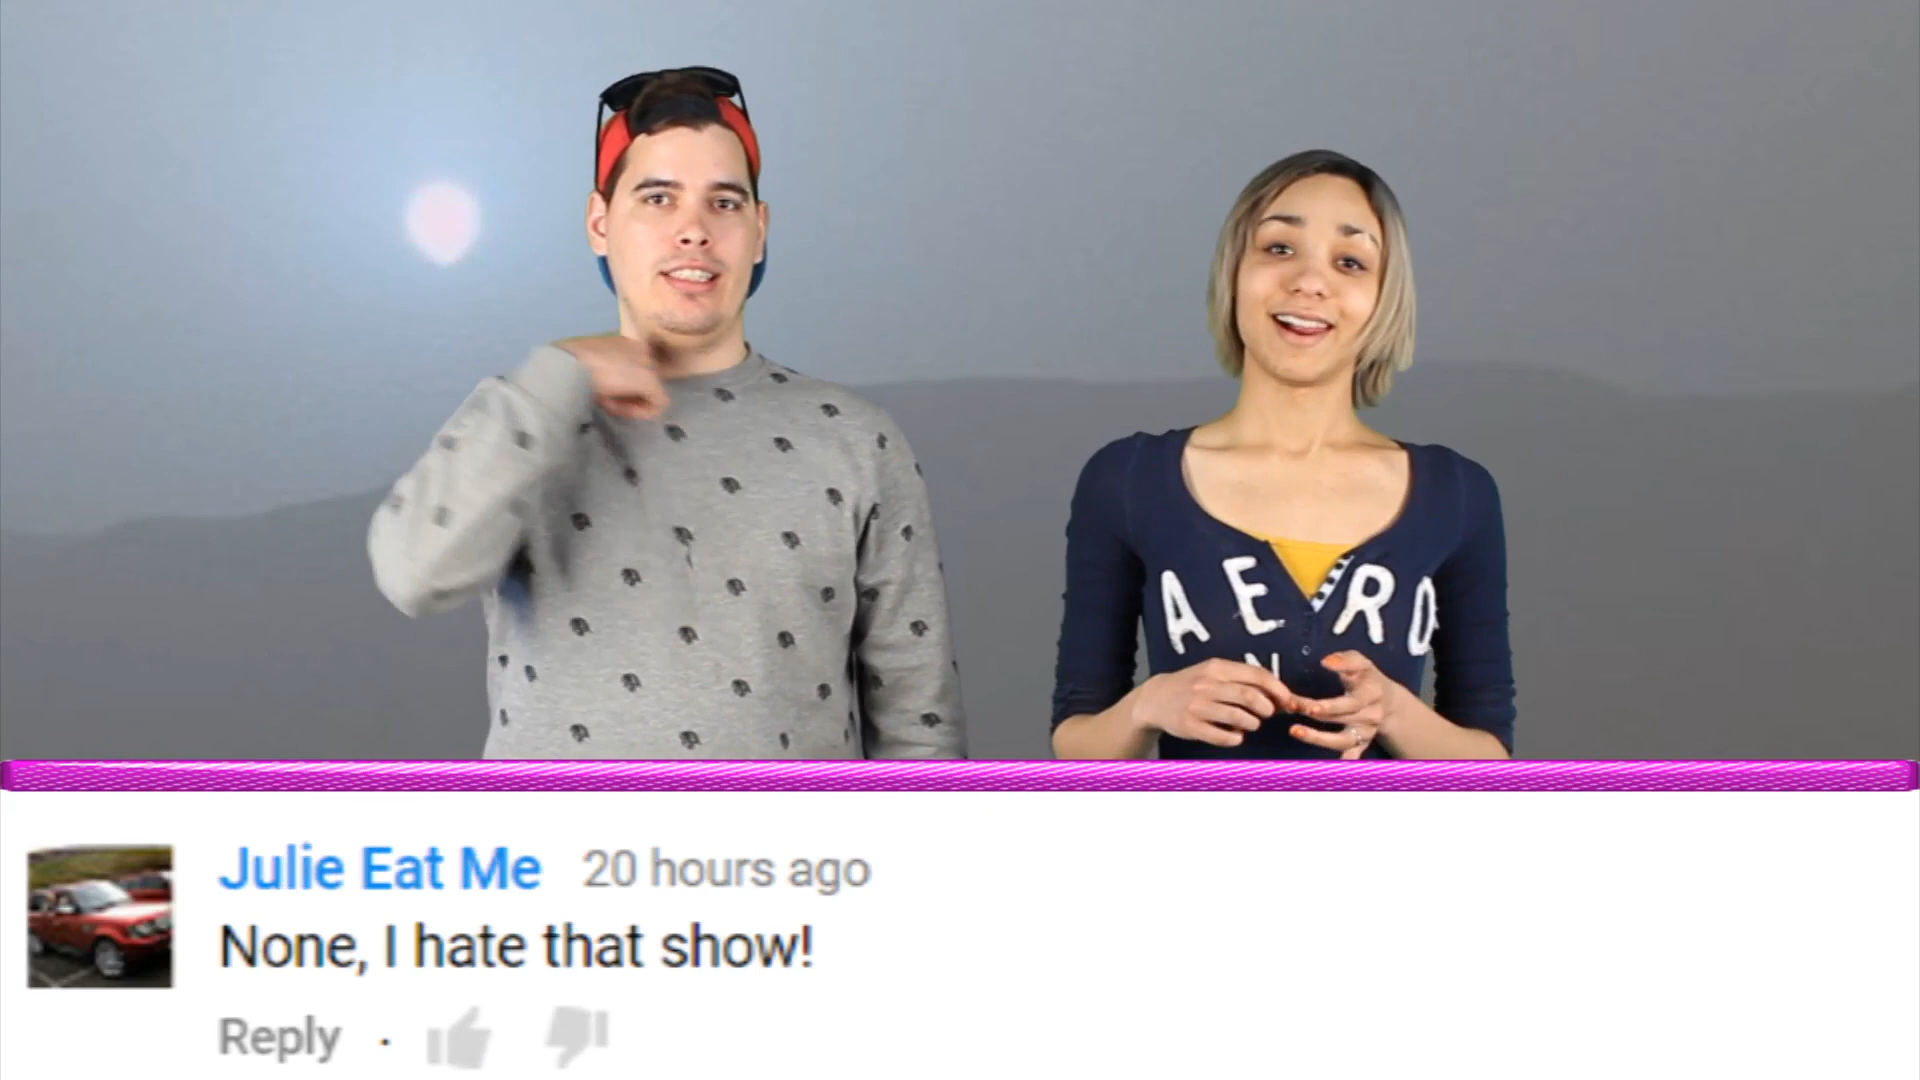 AERO
N
Julie Eat Me 20 hours ago
None, I hate that show!
Reply ·